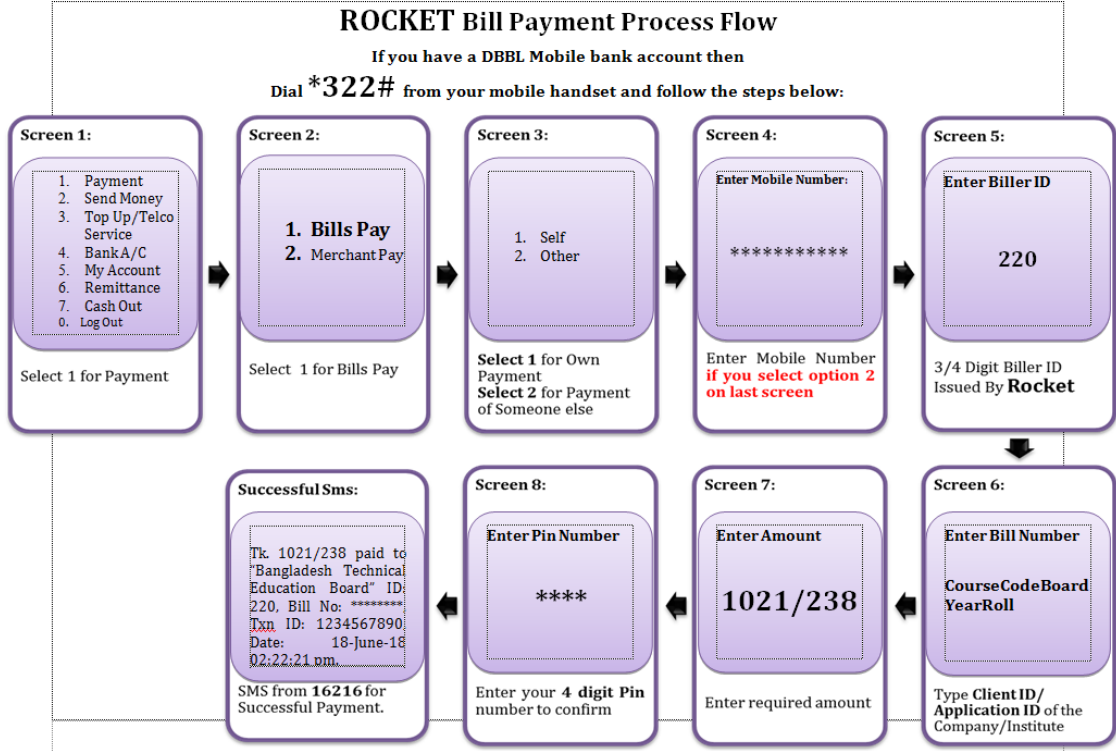 ROCKET Bill Payment Process Flow
If you have a DBBL Mobile bank account then
Dial *322# from your mobile handset and follow the steps below:
Screen 1:
1. Payment
2. Send Money
3. Top Up/Telco
Service
4. Bank A/C
5. My Account
6. Remittance
7. Cash Out
0. Log Out
Select 1 for Payment
Screen 2:
1. Bills Pay
2. Merchant Pay
Select 1 for Bills Pay
Screen 3:
1. Self
2. Other
Select 1 for Own
Payment
Select 2 for Payment
of Someone else
Screen 4:
Enter Mobile Number:
***********
Enter Mobile Number
if you select option 2
on last screen
Screen 5:
Enter Biller ID
220
3/4 Digit Biller ID
Issued By Rocket
Screen 6:
Enter Bill Number
CourseCodeBoard
YearRoll
Type Client ID/
Application ID of the
Company/Institute
Screen 7:
Enter Amount
1021/238
Enter required amount
Screen 8:
Enter Pin Number
****
Enter your 4 digit Pin
number to confirm
Successful Sms:
Tk. 1021/238 paid to
"Bangladesh Technical
Education Board" ID:
220, Bill No: ********
Txn ID: 1234567890
Date: 18-June-18
02:22:21 pm.
SMS from 16216 for
Successful Payment.